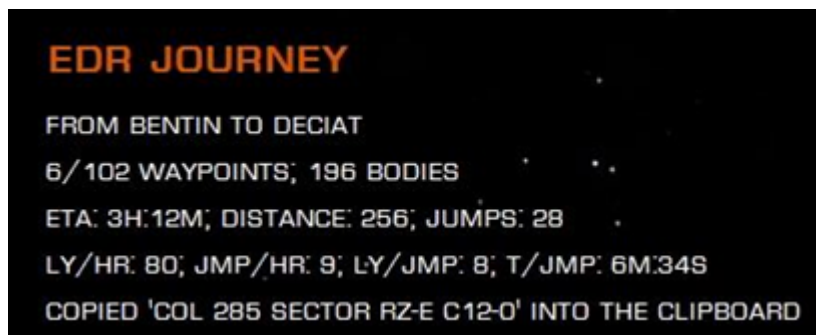 EDR JOURNEY
FROM BENTIN TO DECIAT
6/102 WAYPOINTS; 196 BODIES
ETA: 3H:12M; DISTANCE: 256; JUMPS: 28
LY/HR: 80; JMP/HR: 9; LY/JMP: 8; T/JMP: 6M:34S
COPIED 'COL 285 SECTOR RZ-E C12-0' INTO THE CLIPBOARD